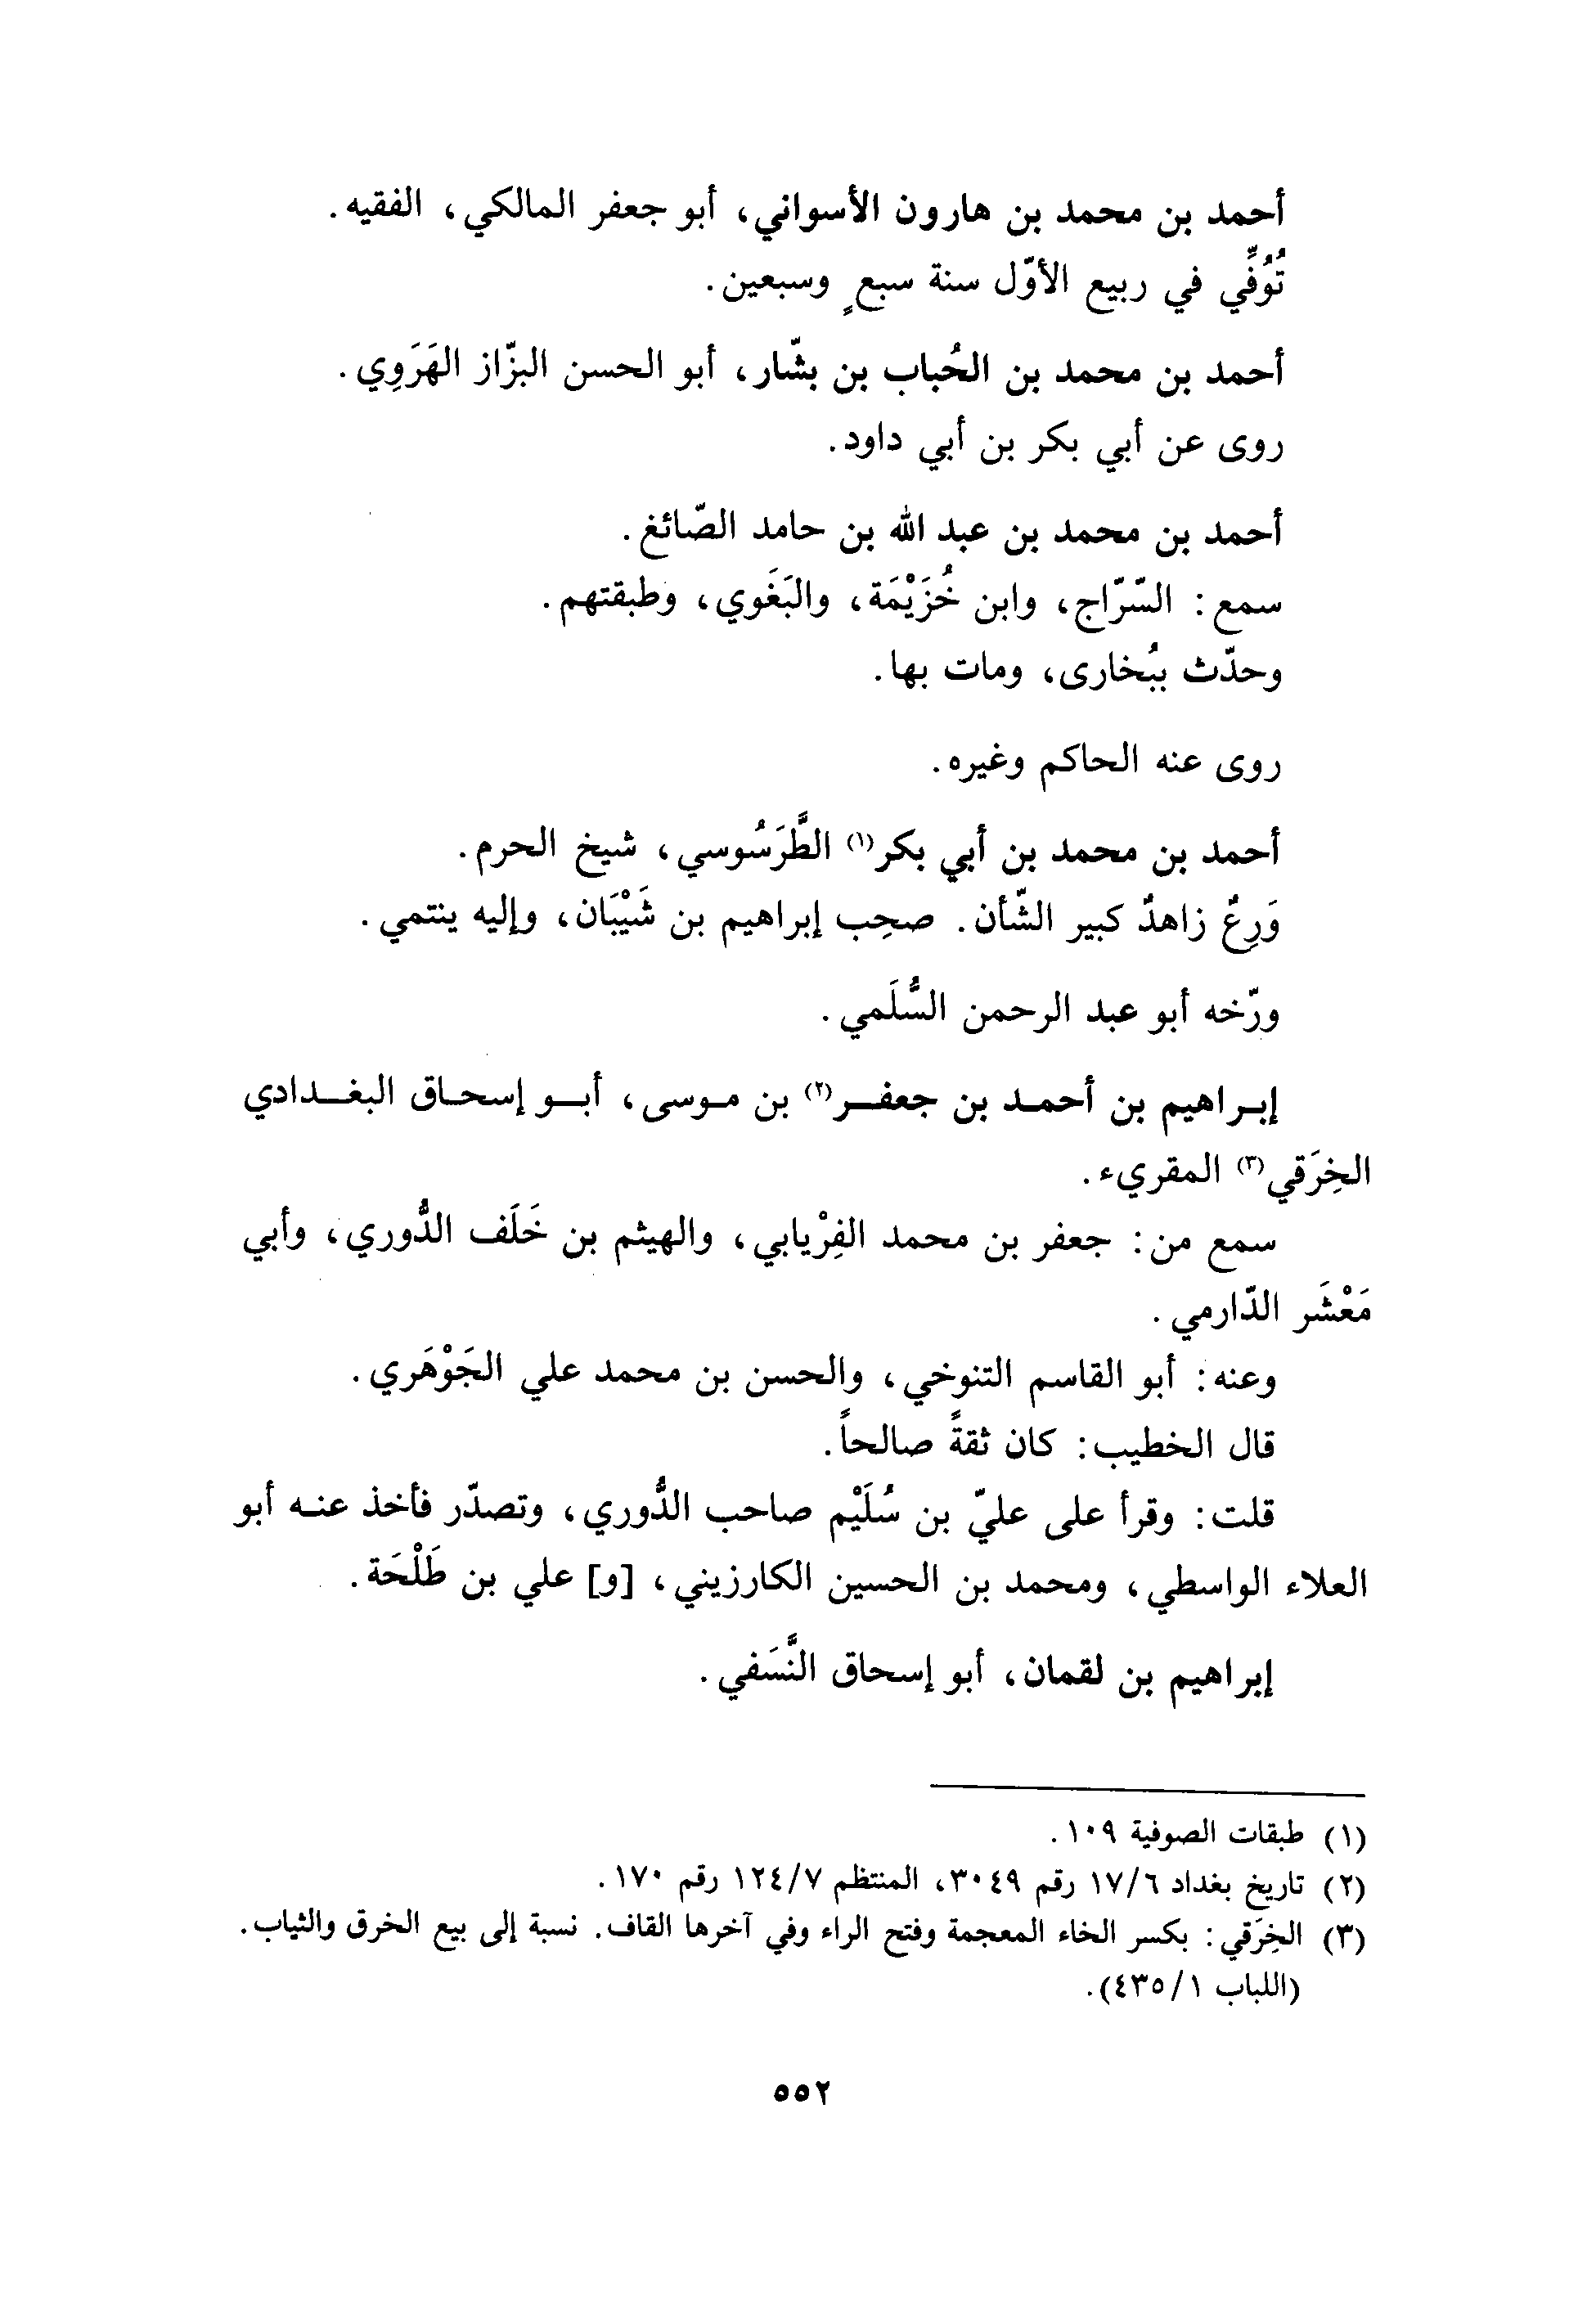 أحمد بن محمد بن هارون الأسواني، أبو جعفر المالكي، الفقيه.
تُوُفِّي في ربيع الأوّل سنة سبعٍ وسبعين.
أحمد بن محمد بن الحُباب بن بشّار، أبو الحسن البزّاز الهَرَوِي.
روى عن أبي بكر بن أبي داود.
أحمد بن محمد بن عبد الله بن حامد الصّائغ.
سمع: السّرّاج، وابن خُزَيْمَة، والبَغَوي، وطبقتهم.
وحدّث ببُخارى، ومات بها.
روى عنه الحاكم وغيره.
أحمد بن محمد بن أبي بكر(١) الطَّرَسُوسي، شيخ الحرم.
وَرِعٌ زاهدٌ كبير الشّأن. صحِب إبراهيم بن شَيْبَان، وإليه ينتمي.
ورّخه أبو عبد الرحمن السُّلَمي.
إبراهيم بن أحمد بن جعفر(٢) بن موسى، أبو إسحاق البغدادي
الخِرَقي(٣) المقريء.
سمع من: جعفر بن محمد الفِرْيابي، والهيثم بن خَلَف الدُّوري، وأبي
مَعْشَر الدّارمي.
وعنه: أبو القاسم التنوخي، والحسن بن محمد علي الجَوْهَري.
قال الخطيب: كان ثقةً صالحاً.
قلت: وقرأ على عليّ بن سُلَيْم صاحب الدُّوري، وتصدّر فأخذ عنه أبو
العلاء الواسطي، ومحمد بن الحسين الكارزيني، [و] علي بن طَلْحَة.
إبراهيم بن لقمان، أبو إسحاق النَّسَفي.
(١) طبقات الصوفية ١٠٩.
(٢) تاريخ بغداد ١٧/٦ رقم ٣٠٤٩، المنتظم ١٢٤/٧ رقم ١٧٠.
(٣) الخِرَقي: بكسر الخاء المعجمة وفتح الراء وفي آخرها القاف. نسبة إلى بيع الخرق والثياب.
(اللباب ٤٣٥/١).
٥٥٢